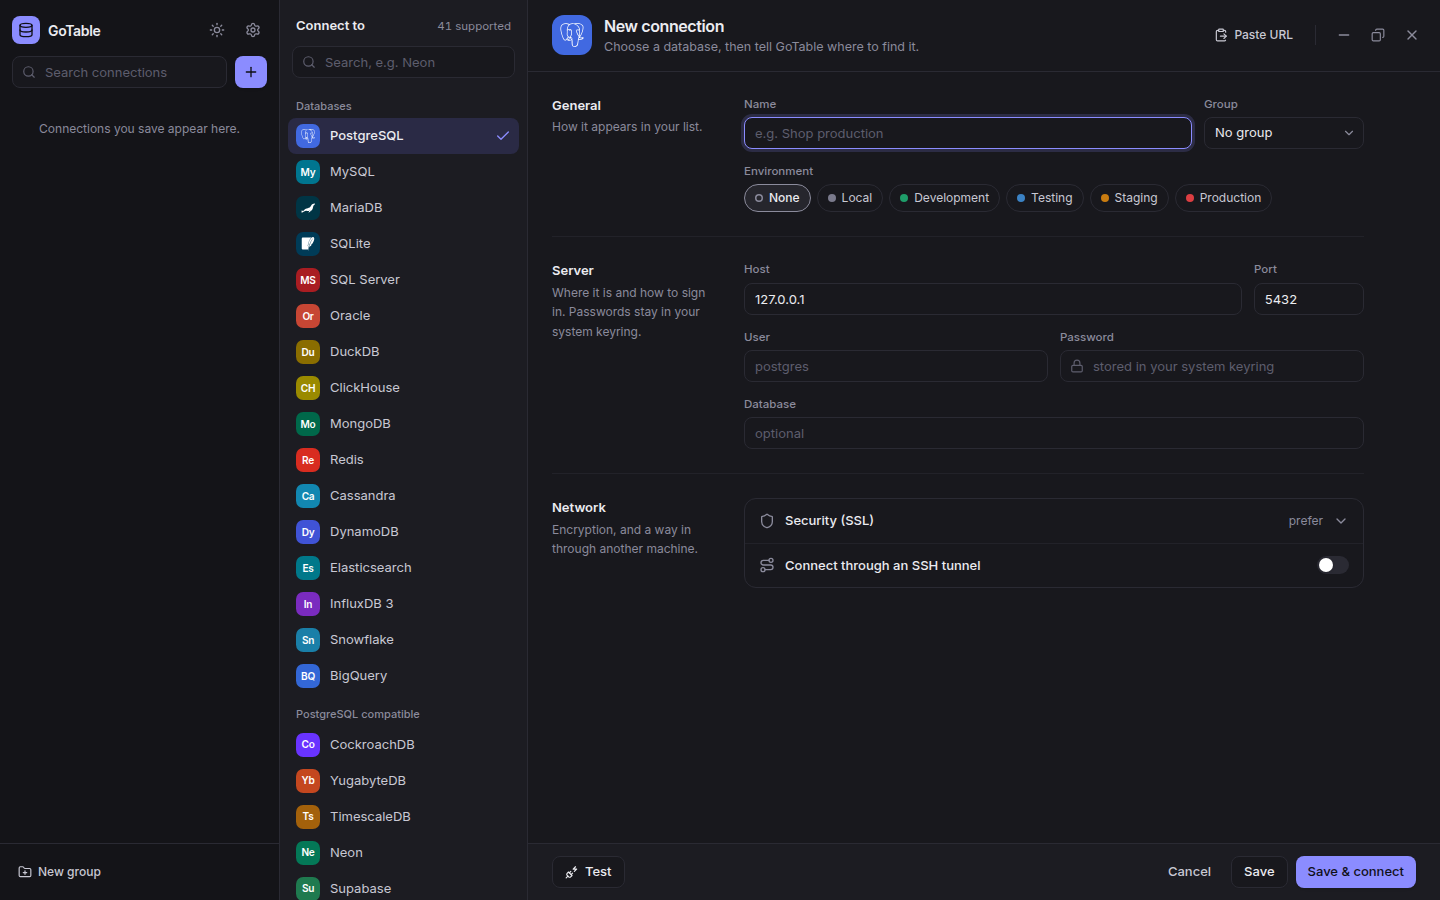 GoTable
Search connections
Connections you save appear here.
New group
Connect to
41 supported
Search, e.g. Neon
Databases
PostgreSQL
My MySQL
MariaDB
SQLite
MS SQL Server
Or Oracle
Du DuckDB
CH ClickHouse
Mo MongoDB
Re Redis
Ca Cassandra
Dy DynamoDB
Es Elasticsearch
In InfluxDB 3
Sn Snowflake
BQ BigQuery
PostgreSQL compatible
Co CockroachDB
Yb YugabyteDB
Ts TimescaleDB
Ne Neon
Su Supabase
New connection
Choose a database, then tell GoTable where to find it.
Paste URL
General
How it appears in your list.
Name
e.g. Shop production
Group
No group
Environment
None
Local
Development
Testing
Staging
Production
Server
Where it is and how to sign
in. Passwords stay in your
system keyring.
Host
127.0.0.1
Port
5432
User
postgres
Password
stored in your system keyring
Database
optional
Network
Encryption, and a way in
through another machine.
Security (SSL)
prefer
Connect through an SSH tunnel
Test
Cancel
Save
Save & connect